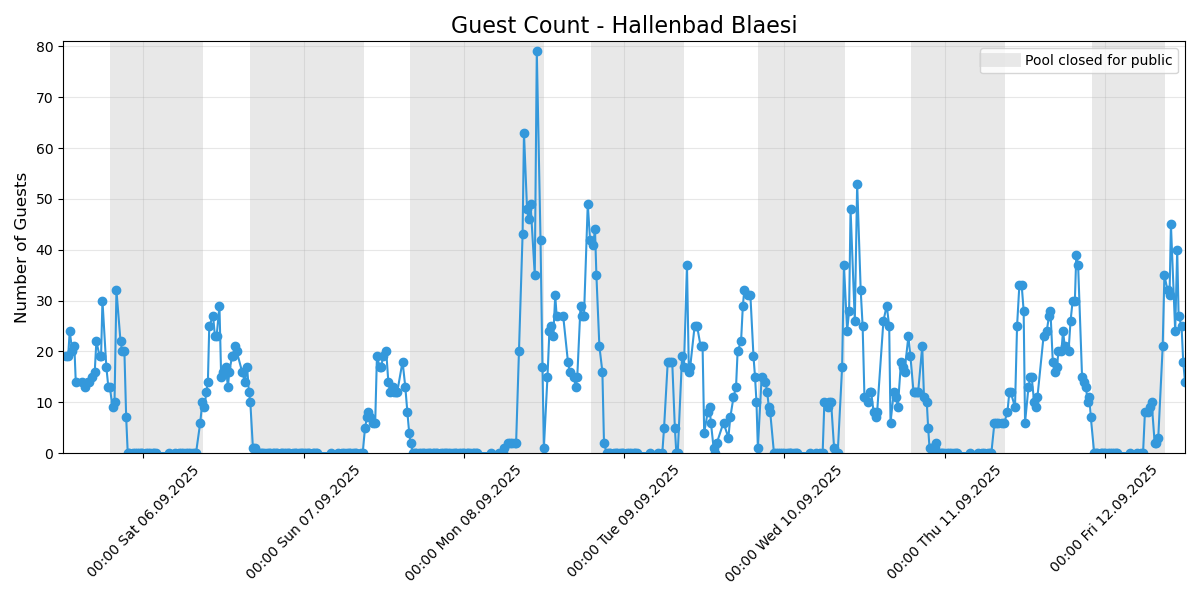 Guest Count - Hallenbad Blaesi
Pool closed for public
Number of Guests
80
70
60
50
40
30
20
10
0
00:00 Sat 06.09.2025
00:00 Sun 07.09.2025
00:00 Mon 08.09.2025
00:00 Tue 09.09.2025
00:00 Wed 10.09.2025
00:00 Thu 11.09.2025
00:00 Fri 12.09.2025